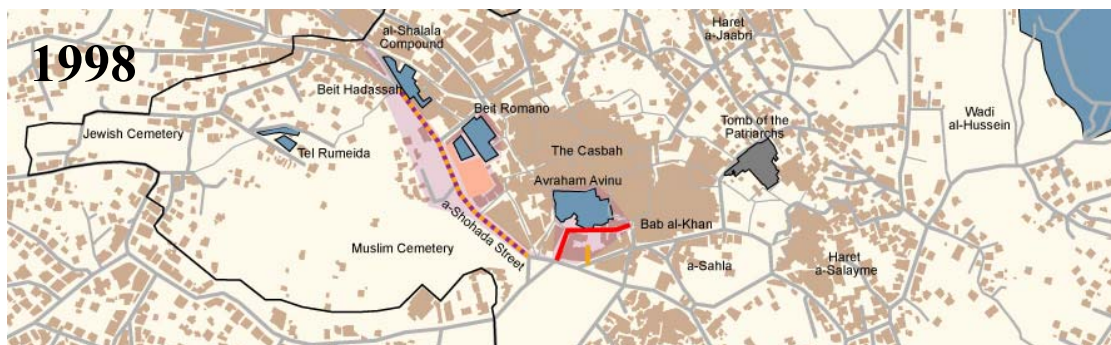 1998
al-Shalala
Compound
Haret
a-Jaabri
Beit Hadassah
Beit Romano
Wadi
al-Hussein
Jewish Cemetery
Tomb of the
Patriarchs
Tel Rumeida
The Casbah
Avraham Avinu
a-Shohada Street
Bab al-Khan
Muslim Cemetery
a-Sahla
Haret
a-Salayme